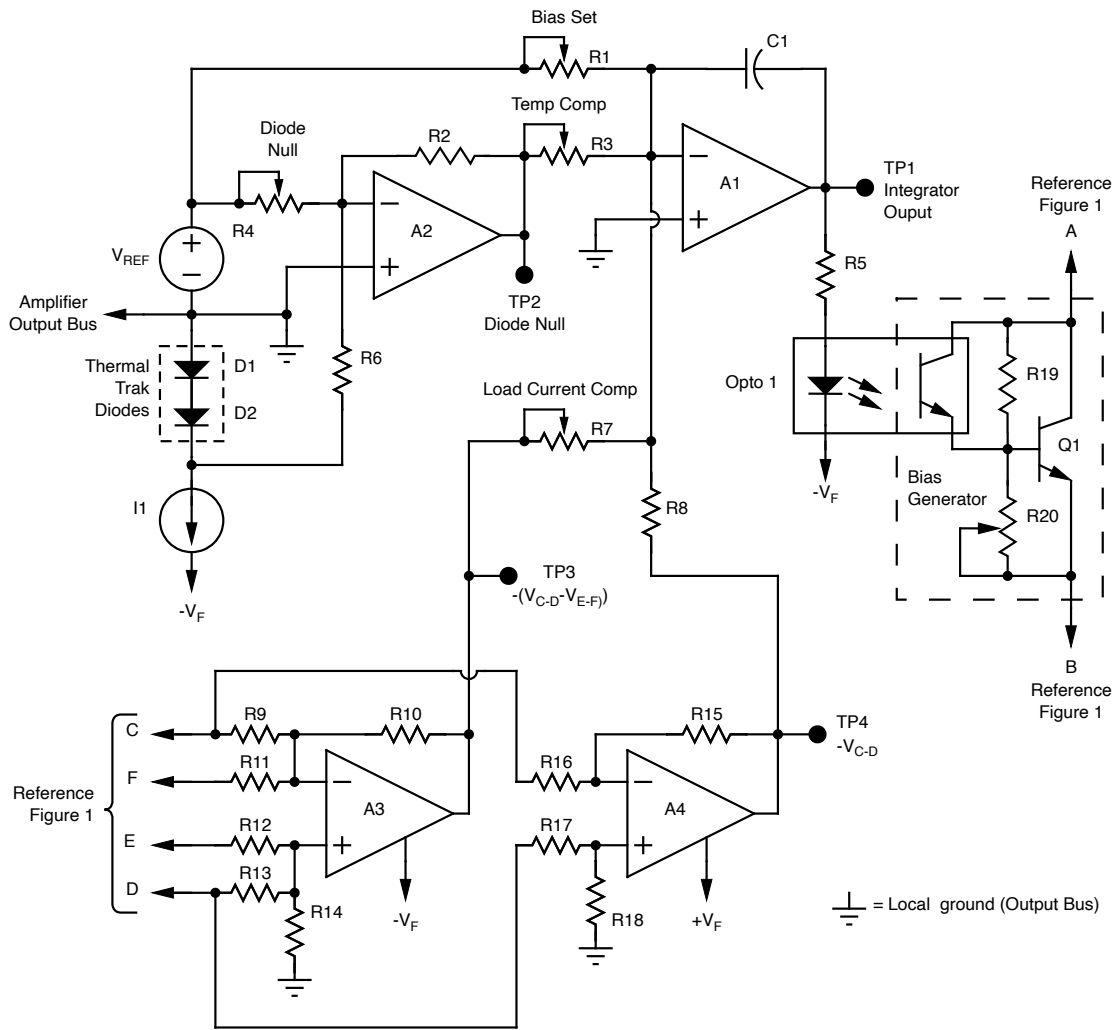 Bias Set
R1
C1
Temp Comp
Diode
Null
R2
R3
R4
A2
A1
TP1
Integrator
Ouput
Reference
Figure 1
A
VREF
+
−
−
+
−
+
R5
Amplifier
Output Bus
TP2
Diode Null
Thermal
Trak
Diodes
D1
D2
R6
Load Current Comp
R7
Opto 1
R19
Q1
I1
-VF
R8
-VF
Bias
Generator
R20
TP3
-(VC-D-VE-F))
B
Reference
Figure 1
C
R9
R10
R15
TP4
-VC-D
F
R11
R16
Reference
Figure 1
−
A3
+
−
A4
+
E
R12
R17
D
R13
R14
-VF
R18
+VF
= Local ground (Output Bus)